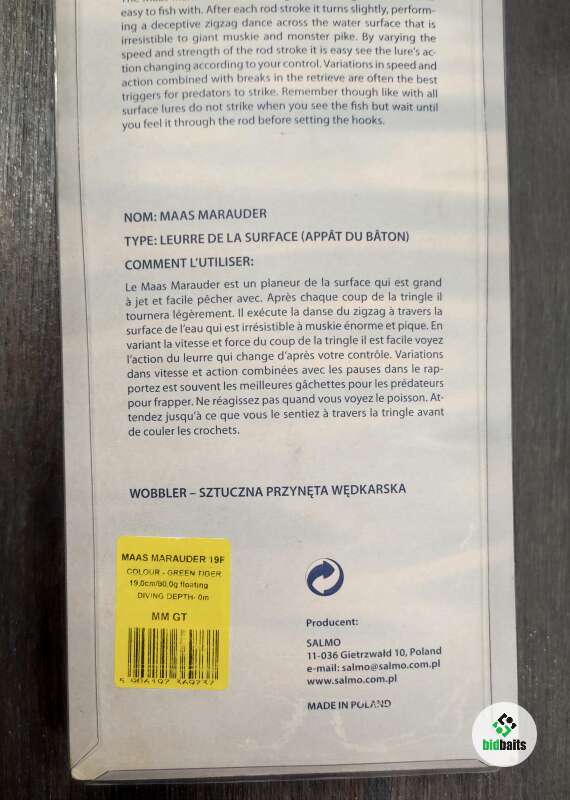 easy to fish with. After each rod stroke it turns slightly, perform-
ing a deceptive zigzag dance across the water surface that is
irresistible to giant muskie and monster pike. By varying the
speed and strength of the rod stroke it is easy see the lure's ac-
tion changing according to your control. Variations in speed and
action combined with breaks in the retrieve are often the best
triggers for predators to strike. Remember though like with all
surface lures do not strike when you see the fish but wait until
you feel it through the rod before setting the hooks.
NOM: MAAS MARAUDER
TYPE: LEURRE DE LA SURFACE (APPÂT DU BÂTON)
COMMENT L'UTILISER:
Le Maas Marauder est un planeur de la surface qui est grand
à jet et facile pêcher avec. Après chaque coup de la tringle il
tournera légèrement. Il exécute la danse du zigzag à travers la
surface de l'eau qui est irrésistible à muskie énorme et pique. En
variant la vitesse et force du coup de la tringle il est facile voyez
l'action du leurre qui change d'après votre contrôle. Variations
dans vitesse et action combinées avec les pauses dans le rap-
portez est souvent les meilleures gâchettes pour les prédateurs
pour frapper. Ne réagissez pas quand vous voyez le poisson. At-
tendez jusqu'à ce que vous le sentiez à travers la tringle avant
de couler les crochets.
WOBBLER – SZTUCZNA PRZYNĘTA WĘDKARSKA
MAAS MARAUDER 19F
COLOUR - GREEN TIGER
19,0cm/80,0g floating
DIVING DEPTH- 0m
MM GT
Producent:
SALMO
11-036 Gietrzwałd 10, Poland
e-mail: salmo@salmo.com.pl
www.salmo.com.pl
MADE IN POLAND
bidbaits